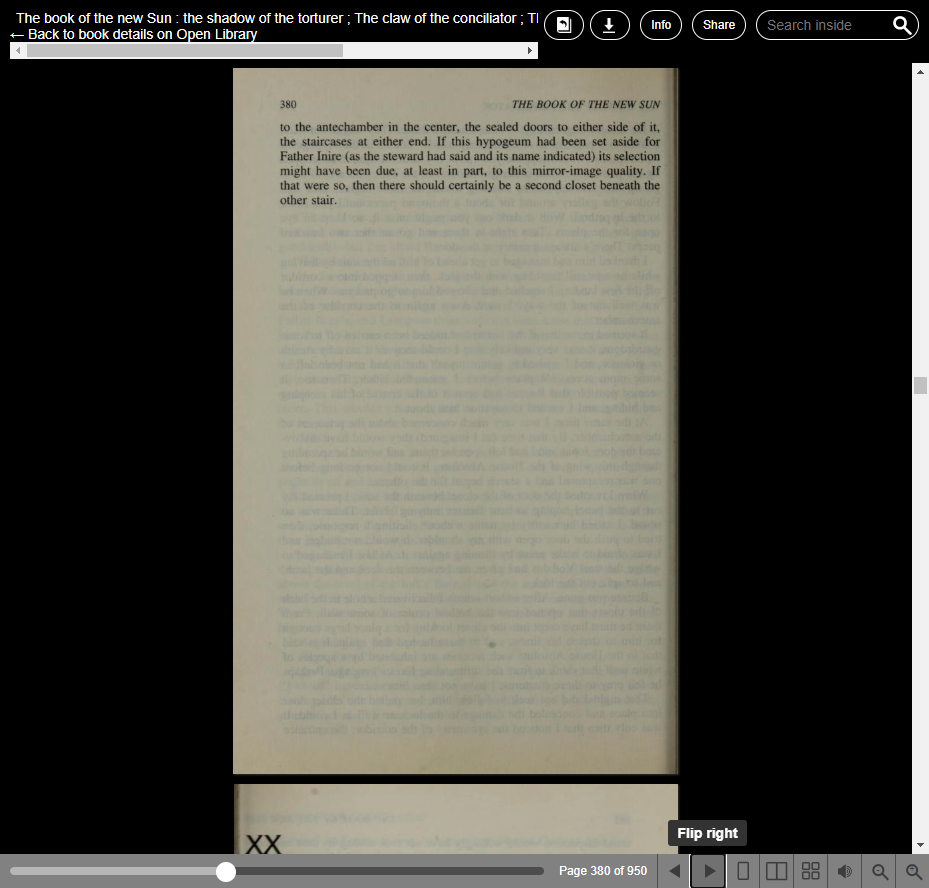 The book of the new Sun : the shadow of the torturer ; The claw of the conciliator ; Tl
← Back to book details on Open Library
Info
Share
Search inside
380
THE BOOK OF THE NEW SUN
to the antechamber in the center, the sealed doors to either side of it,
the staircases at either end. If this hypogeum had been set aside for
Father Inire (as the steward had said and its name indicated) its selection
might have been due, at least in part, to this mirror-image quality. If
that were so, then there should certainly be a second closet beneath the
other stair.
XX
Flip right
Page 380 of 950